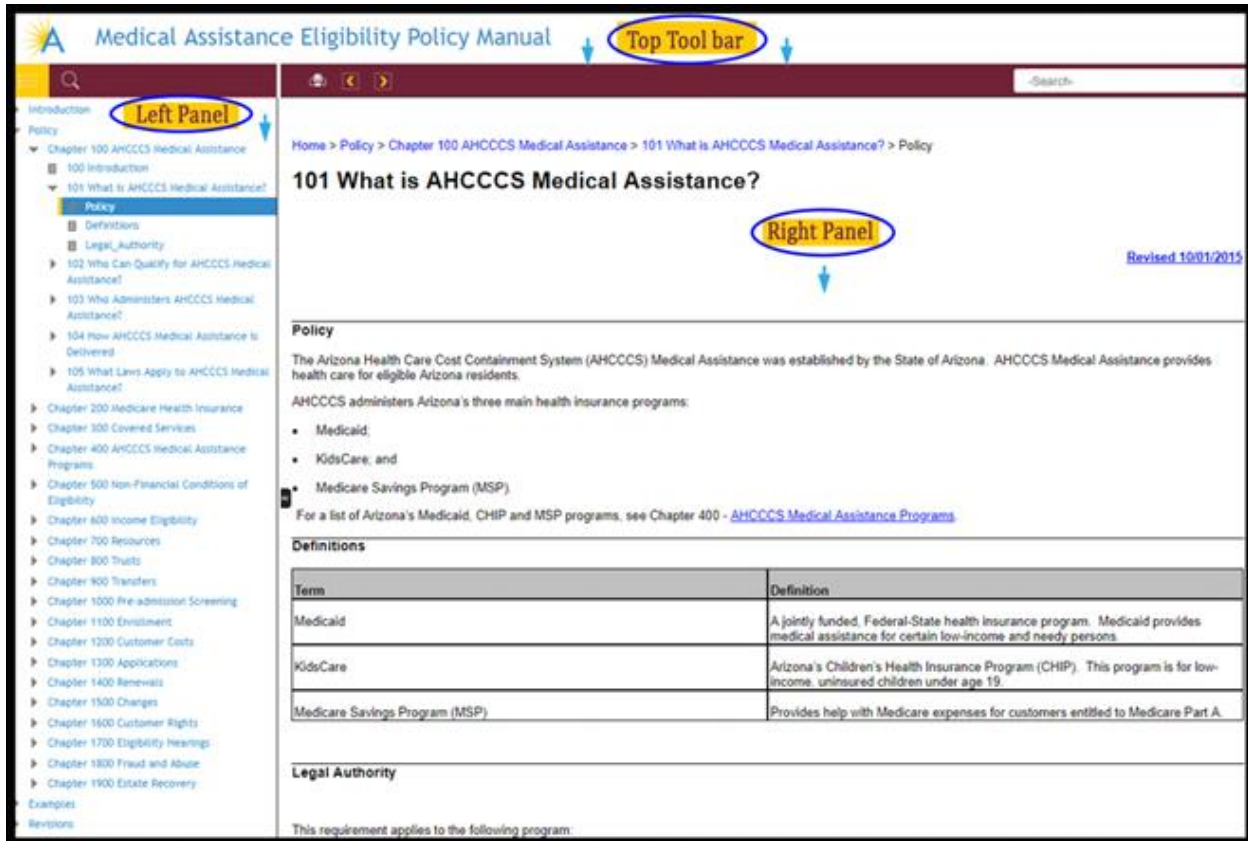 Medical Assistance Eligibility Policy Manual
Top Tool bar
-Search-
Left Panel
Introduction
Policy
Chapter 100 AHCCCS Medical Assistance
100 Introduction
101 What is AHCCCS Medical Assistance?
Policy
Definitions
Legal_Authority
102 Who Can Qualify for AHCCCS Medical
Assistance?
103 Who Administers AHCCCS Medical
Assistance?
104 How AHCCCS Medical Assistance is
Delivered
105 What Laws Apply to AHCCCS Medical
Assistance?
Chapter 200 Medicare Health Insurance
Chapter 300 Covered Services
Chapter 400 AHCCCS Medical Assistance
Programs
Chapter 500 Non-Financial Conditions of
Eligibility
Chapter 600 Income Eligibility
Chapter 700 Resources
Chapter 800 Trusts
Chapter 900 Transfers
Chapter 1000 Pre-admission Screening
Chapter 1100 Enrollment
Chapter 1200 Customer Costs
Chapter 1300 Applications
Chapter 1400 Renewals
Chapter 1500 Changes
Chapter 1600 Customer Rights
Chapter 1700 Eligibility Hearings
Chapter 1800 Fraud and Abuse
Chapter 1900 Estate Recovery
Examples
Revisions
Home > Policy > Chapter 100 AHCCCS Medical Assistance > 101 What is AHCCCS Medical Assistance? > Policy
101 What is AHCCCS Medical Assistance?
Right Panel
Revised 10/01/2015
Policy
The Arizona Health Care Cost Containment System (AHCCCS) Medical Assistance was established by the State of Arizona. AHCCCS Medical Assistance provides
health care for eligible Arizona residents.
AHCCCS administers Arizona's three main health insurance programs:
• Medicaid;
• KidsCare; and
• Medicare Savings Program (MSP).
For a list of Arizona's Medicaid, CHIP and MSP programs, see Chapter 400 - AHCCCS Medical Assistance Programs.
Definitions
Term Definition
Medicaid A jointly funded, Federal-State health insurance program. Medicaid provides
medical assistance for certain low-income and needy persons.
KidsCare Arizona's Children's Health Insurance Program (CHIP). This program is for low-
income, uninsured children under age 19.
Medicare Savings Program (MSP) Provides help with Medicare expenses for customers entitled to Medicare Part A.
Legal Authority
This requirement applies to the following program: